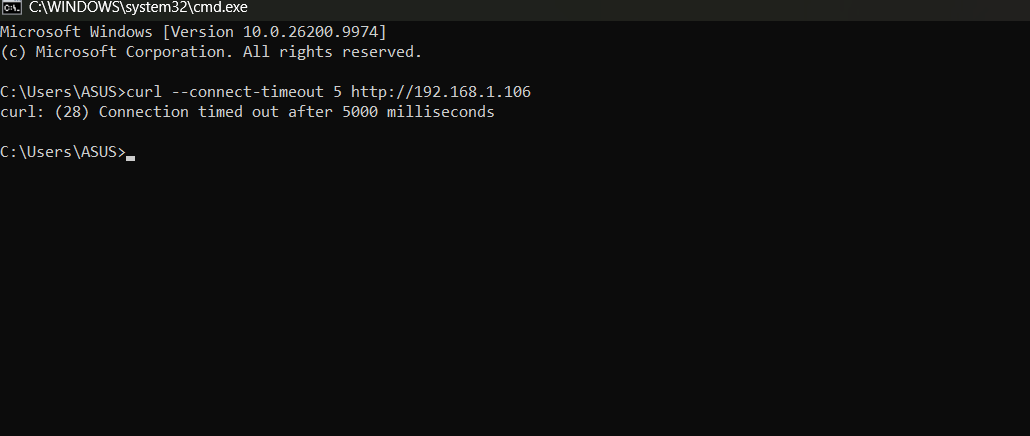 C:\WINDOWS\system32\cmd.exe
Microsoft Windows [Version 10.0.26200.9974]
(c) Microsoft Corporation. All rights reserved.
C:\Users\ASUS>curl --connect-timeout 5 http://192.168.1.106
curl: (28) Connection timed out after 5000 milliseconds
C:\Users\ASUS>